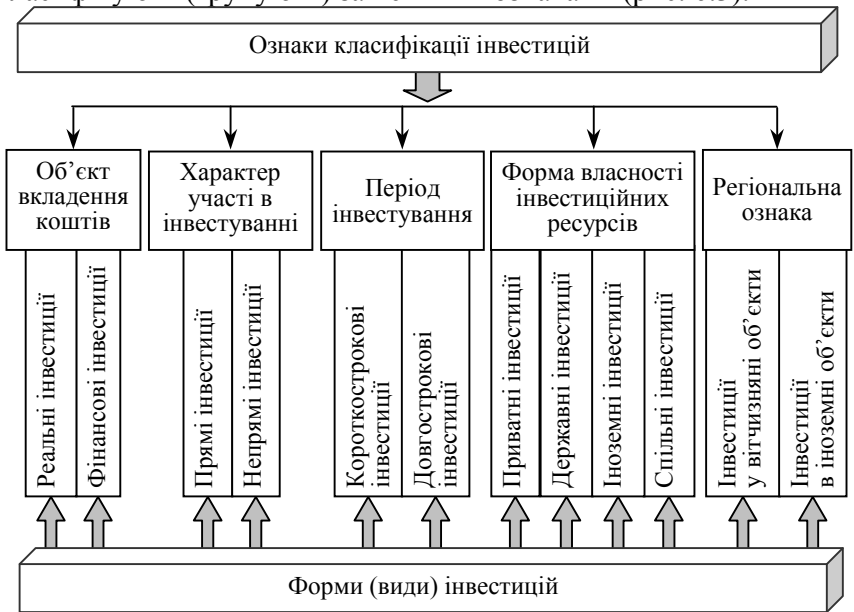 Ознаки класифікації інвестицій
Об’єкт
вкладення
коштів
Характер
участі в
інвестуванні
Період
інвестування
Форма власності
інвестиційних
ресурсів
Регіональна
ознака
Реальні інвестиції
Фінансові інвестиції
Прямі інвестиції
Непрямі інвестиції
Короткострокові
інвестиції
Довгострокові
інвестиції
Приватні інвестиції
Державні інвестиції
Іноземні інвестиції
Спільні інвестиції
Інвестиції
у вітчизняні об’єкти
Інвестиції
в іноземні об’єкти
Форми (види) інвестицій